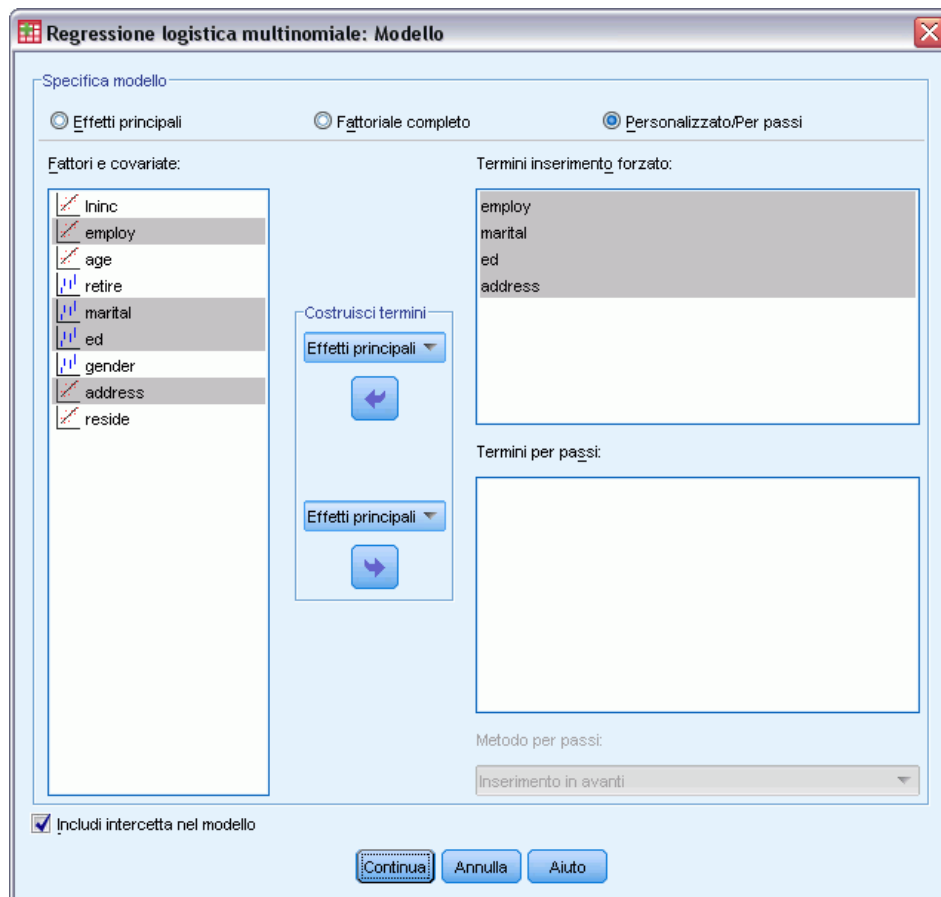 Regressione logistica multinomiale: Modello
Specifica modello
Effetti principali
Fattoriale completo
Personalizzato/Per passi
Fattori e covariate:
lninc
employ
age
retire
marital
ed
gender
address
reside
Costruisci termini
Effetti principali
Effetti principali
Termini inserimento forzato:
employ
marital
ed
address
Termini per passi:
Metodo per passi:
Inserimento in avanti
Includi intercetta nel modello
Continua
Annulla
Aiuto